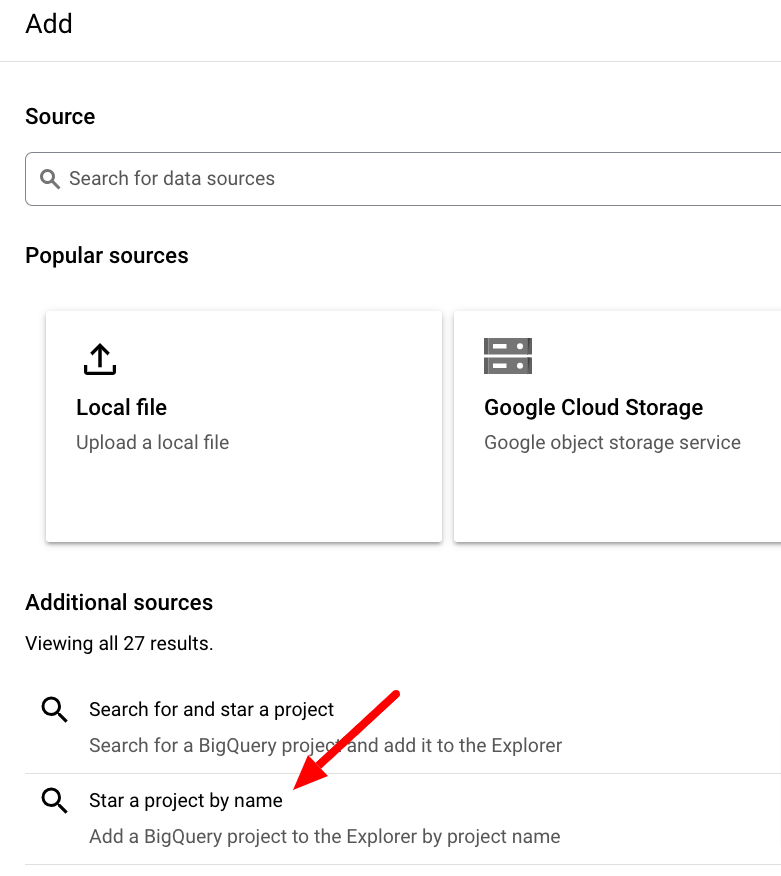 Add
Source
Search for data sources
Popular sources
Local file
Upload a local file
Google Cloud Storage
Google object storage service
Additional sources
Viewing all 27 results.
Search for and star a project
Search for a BigQuery project and add it to the Explorer
Star a project by name
Add a BigQuery project to the Explorer by project name